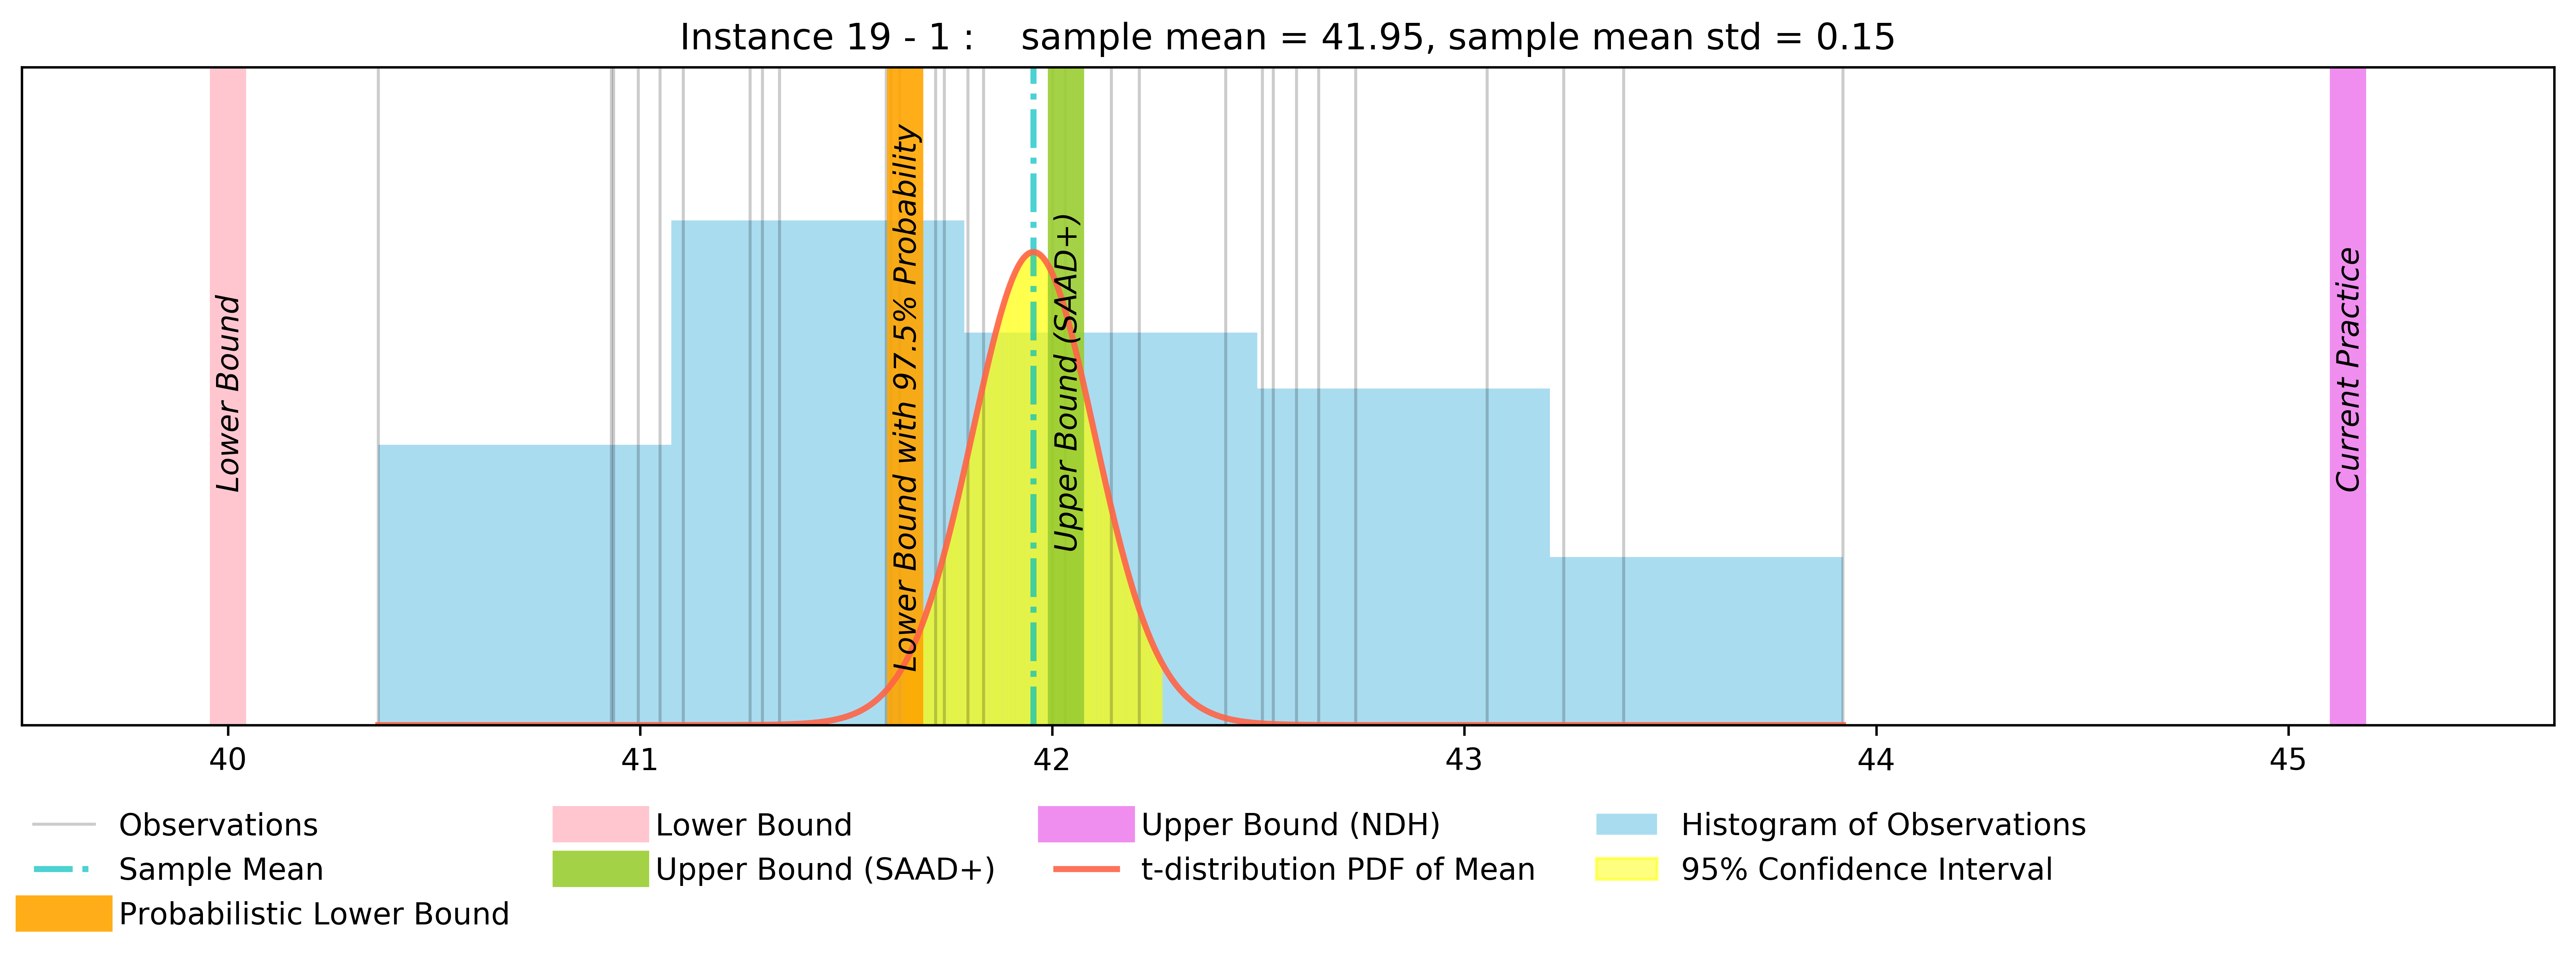 Instance 19 - 1 :    sample mean = 41.95, sample mean std = 0.15
Lower Bound
Lower Bound with 97.5% Probability
Upper Bound (SAAD+)
Current Practice
40
41
42
43
44
45
Observations
Sample Mean
Probabilistic Lower Bound
Lower Bound
Upper Bound (SAAD+)
Upper Bound (NDH)
t-distribution PDF of Mean
Histogram of Observations
95% Confidence Interval